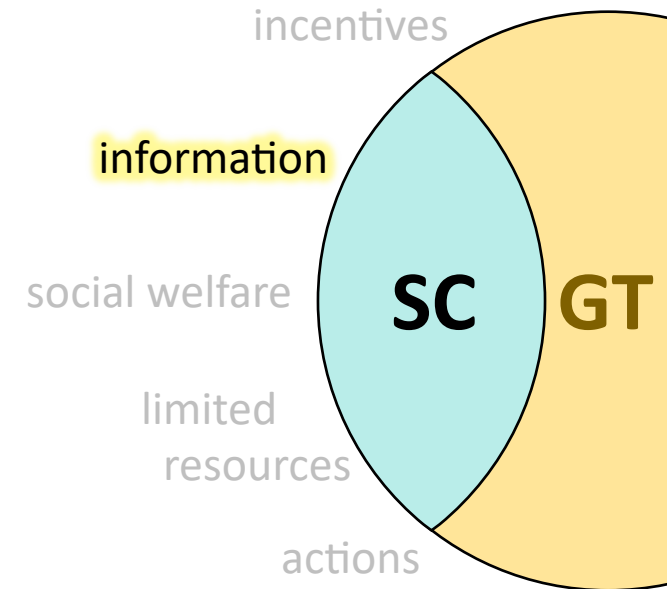 incentives
information
social welfare
SC GT
limited
resources
actions